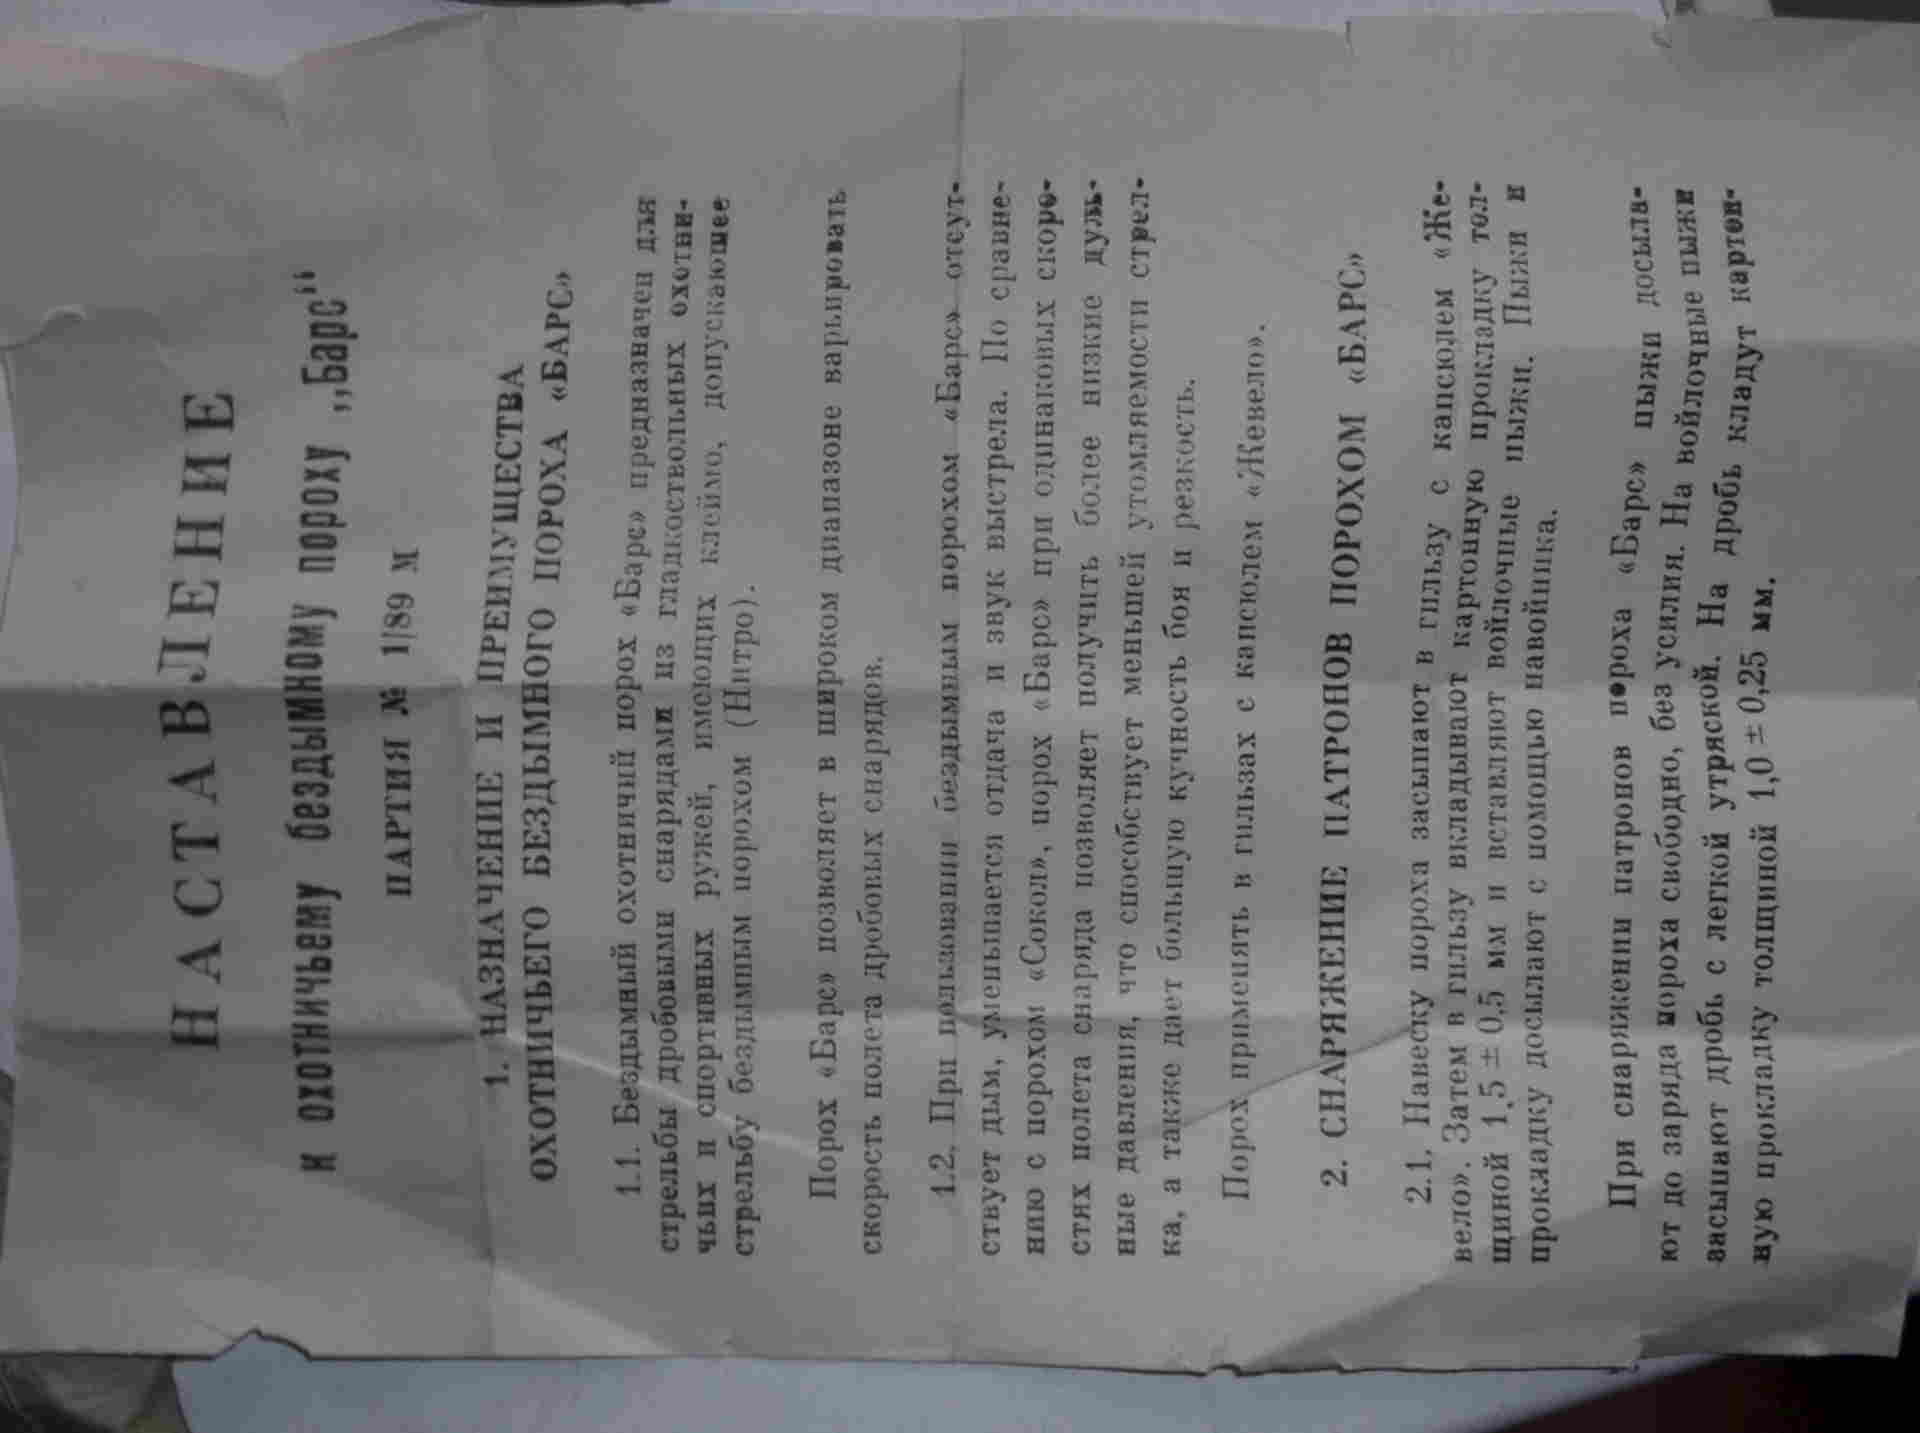 НАСТАВЛЕНИЕ
и охотничьему бездымному пороху „Барс“
ПАРТИЯ № 1/89 М
1. НАЗНАЧЕНИЕ И ПРЕИМУЩЕСТВА
ОХОТНИЧЬЕГО БЕЗДЫМНОГО ПОРОХА «БАРС»
1.1. Бездымный охотничий порох «Барс» предназначен для
стрельбы дробовыми снарядами из гладкоствольных охотни-
чьих и спортивных ружей, имеющих клеймо, допускающее
стрельбу бездымным порохом (Нитро).
Порох «Барс» позволяет в широком диапазоне варьировать
скорость полета дробовых снарядов.
1.2. При пользовании бездымным порохом «Барс» отсут-
ствует дым, уменьшается отдача и звук выстрела. По сравне-
нию с порохом «Сокол», порох «Барс» при одинаковых скоро-
стях полета снаряда позволяет получить более низкие дуль-
ные давления, что способствует меньшей утомляемости стрел-
ка, а также дает большую кучность боя и резкость.
Порох применять в гильзах с капсюлем «Жевело».
2. СНАРЯЖЕНИЕ ПАТРОНОВ ПОРОХОМ «БАРС»
2.1. Навеску пороха засыпают в гильзу с капсюлем «Же-
вело». Затем в гильзу вкладывают картонную прокладку тол-
щиной 1,5 ± 0,5 мм и вставляют войлочные пыжи. Пыжи и
прокладку досылают с помощью навойника.
При снаряжении патронов пороха «Барс» пыжи досыла-
ют до заряда пороха свободно, без усилия. На войлочные пыжи
засыпают дробь с легкой утряской. На дробь кладут картон-
ную прокладку толщиной 1,0 ± 0,25 мм.